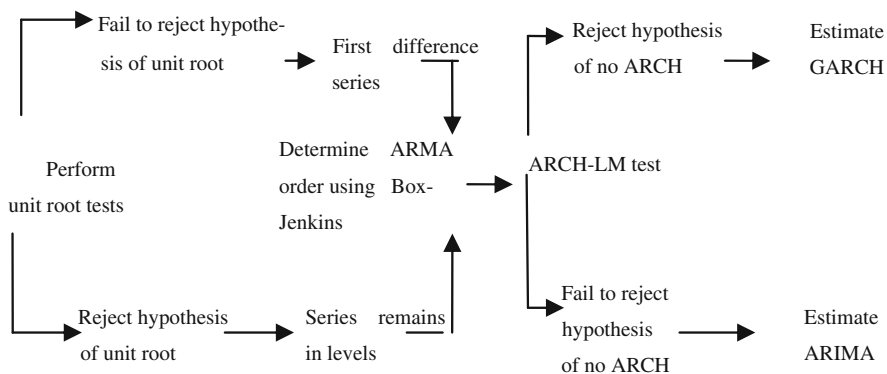 Fail to reject hypothe-
sis of unit root
First difference
series
Reject hypothesis
of no ARCH
Estimate
GARCH
Perform
unit root tests
Determine ARMA
order using Box-
Jenkins
ARCH-LM test
Reject hypothesis
of unit root
Series remains
in levels
Fail to reject
hypothesis
of no ARCH
Estimate
ARIMA